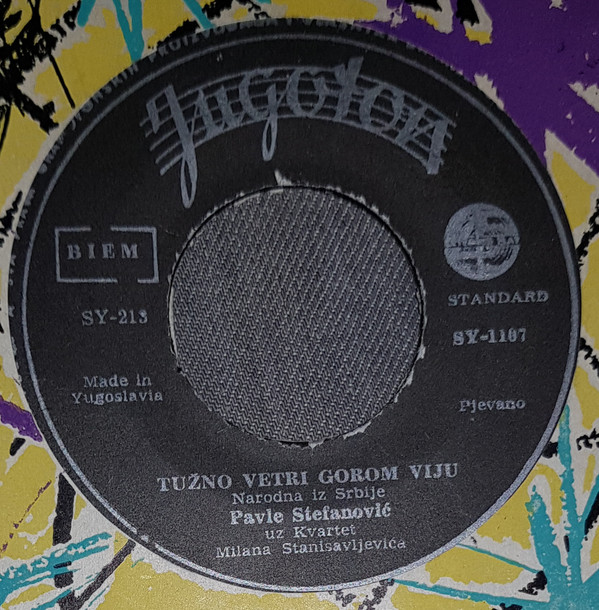 Jugoton
BIEM
SY-213
STANDARD
SY-1107
Made in
Yugoslavia
Pjevano
TUŽNO VETRI GOROM VIJU
Narodna iz Srbije
Pavle Stefanović
uz Kvartet
Milana Stanisavljevića